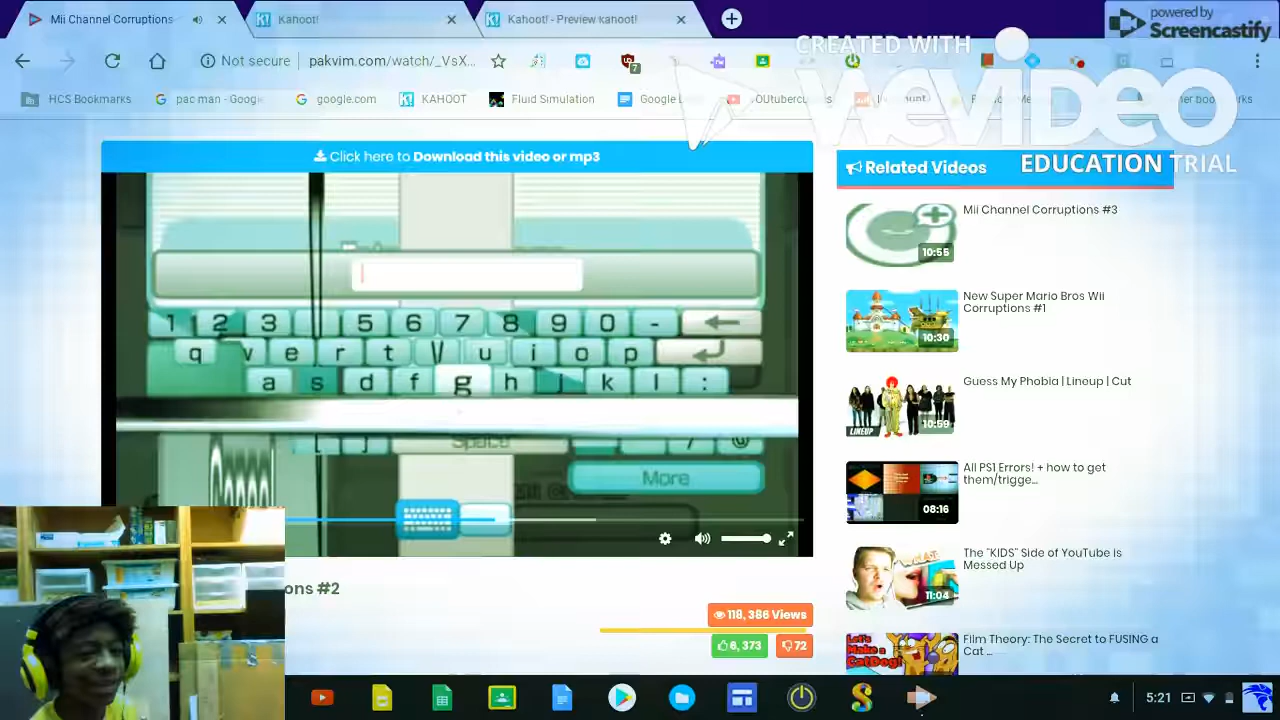 Mii Channel Corruptions
Kahoot!
Kahoot! - Preview kahoot!
powered by
Screencastify
CREATED WITH
Not secure
pakvim.com/watch/_VsX...
7
WEVIDEO
EDUCATION TRIAL
HCS Bookmarks
pac man - Google
google.com
KAHOOT
Fluid Simulation
Click here to Download this video or mp3
Related Videos
Mii Channel Corruptions #3
10:55
New Super Mario Bros Wii
Corruptions #1
10:30
Guess My Phobia | Lineup | Cut
LINEUP
10:59
All PS1 Errors! + how to get
them/trigge...
08:16
The "KIDS" Side of YouTube is
Messed Up
11:04
Film Theory: The Secret to FUSING a
Cat ...
Let's
Make a
CatDog!
2 3 5 6 7 8 9 0 -
q e r t u i o p
a s d f g h k l :
[ ] Space / @
More
Cancel
ons #2
118, 386 Views
6, 373
72
5:21